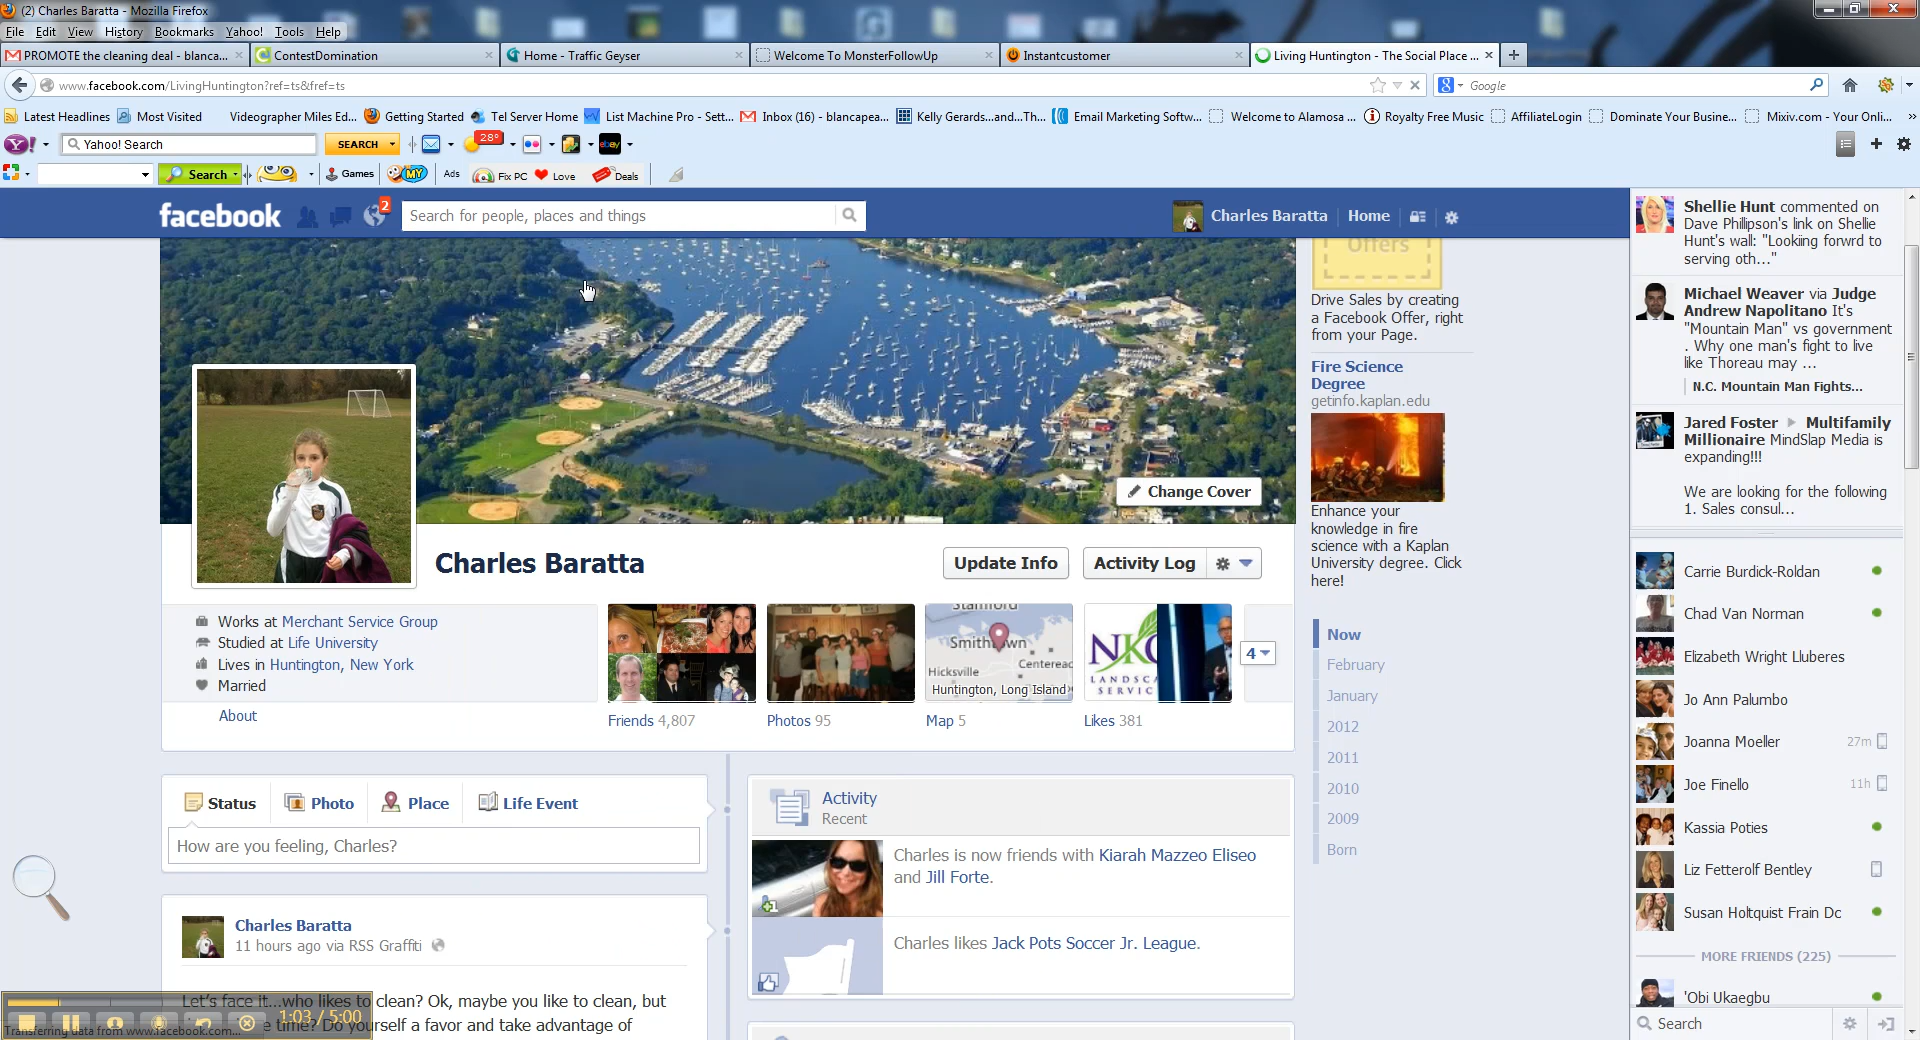 (2) Charles Baratta - Mozilla Firefox
File Edit View History Bookmarks Yahoo! Tools Help
PROMOTE the cleaning deal - blanca...
ContestDomination
Home - Traffic Geyser
Welcome To MonsterFollowUp
Instantcustomer
Living Huntington - The Social Place ...
www.facebook.com/LivingHuntington?ref=ts&fref=ts
Google
Latest Headlines Most Visited Videographer Miles Ed... Getting Started Tel Server Home List Machine Pro - Sett... Inbox (16) - blancapea... Kelly Gerards...and...Th... Email Marketing Softw... Welcome to Alamosa ... Royalty Free Music AffiliateLogin Dominate Your Busine... Mixiv.com - Your Onli... »
Y! Yahoo! Search SEARCH 28° ebay
Search Games MY Ads Fix PC Love Deals
facebook
2
Search for people, places and things
Charles Baratta Home
Change Cover
Charles Baratta
Update Info
Activity Log
Works at Merchant Service Group
Studied at Life University
Lives in Huntington, New York
Married
About
Friends 4,807
Photos 95
Stamford
Smithtown
Hicksville
Centereac
Huntington, Long Island
Map 5
LANDSCA
SERVIC
Likes 381
4
Status Photo Place Life Event
How are you feeling, Charles?
Charles Baratta
11 hours ago via RSS Graffiti
Let's face it...who likes to clean? Ok, maybe you like to clean, but
e time? Do yourself a favor and take advantage of
1:03 / 5:00
Transferring data from www.facebook.com...
Activity
Recent
Charles is now friends with Kiarah Mazzeo Eliseo
and Jill Forte.
Charles likes Jack Pots Soccer Jr. League.
Offers
Drive Sales by creating
a Facebook Offer, right
from your Page.
Fire Science
Degree
getinfo.kaplan.edu
Enhance your
knowledge in fire
science with a Kaplan
University degree. Click
here!
Now
February
January
2012
2011
2010
2009
Born
Shellie Hunt commented on
Dave Phillipson's link on Shellie
Hunt's wall: "Looking forwrd to
serving oth..."
Michael Weaver via Judge
Andrew Napolitano It's
"Mountain Man" vs government
. Why one man's fight to live
like Thoreau may ...
N.C. Mountain Man Fights...
Jared Foster ▶ Multifamily
Millionaire MindSlap Media is
expanding!!!
We are looking for the following
1. Sales consul...
Carrie Burdick-Roldan
Chad Van Norman
Elizabeth Wright Lluberes
Jo Ann Palumbo
Joanna Moeller 27m
Joe Finello 11h
Kassia Poties
Liz Fetterolf Bentley
Susan Holtquist Frain Dc
MORE FRIENDS (225)
'Obi Ukaegbu
Search